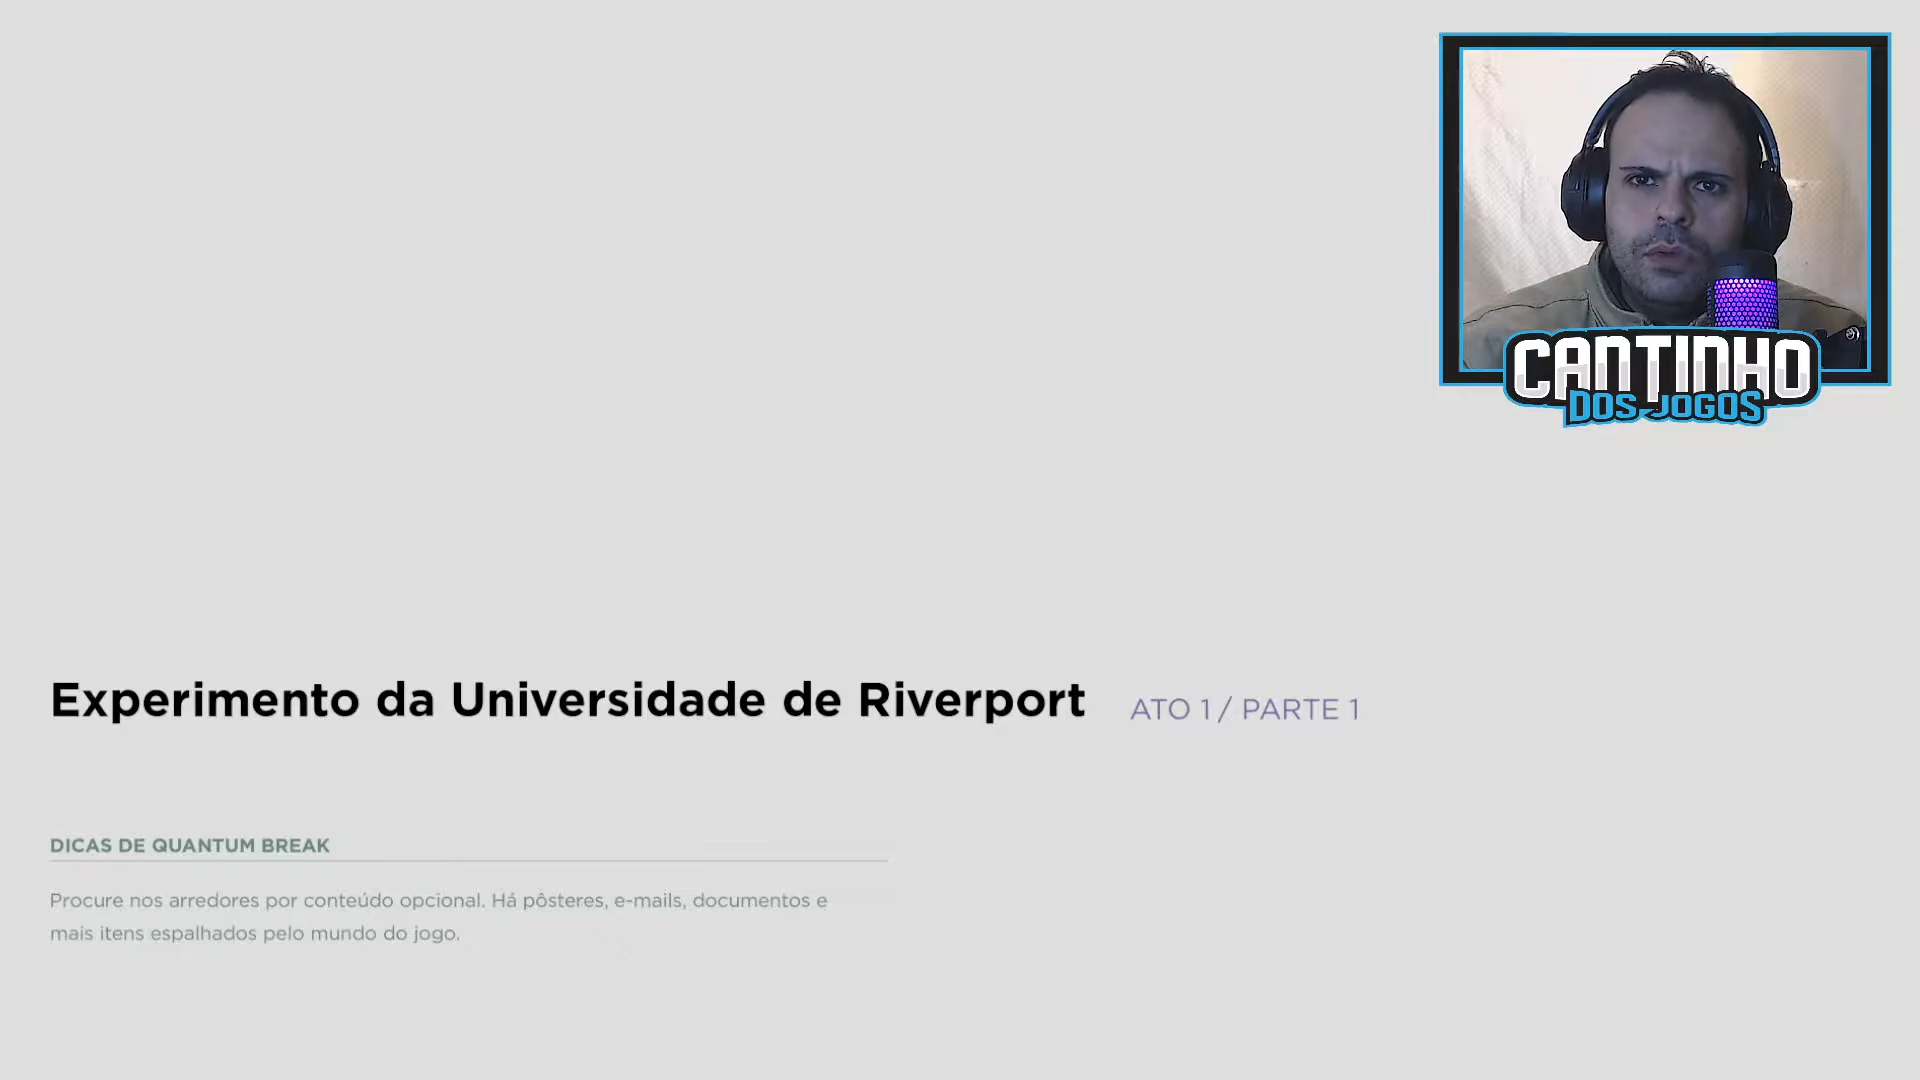 CANTINHO
DOS JOGOS
Experimento da Universidade de Riverport ATO 1 / PARTE 1
DICAS DE QUANTUM BREAK
Procure nos arredores por conteúdo opcional. Há pôsteres, e-mails, documentos e
mais itens espalhados pelo mundo do jogo.